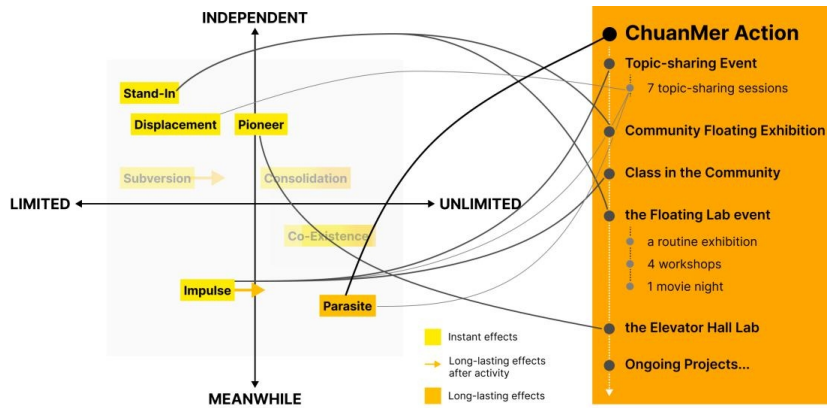 INDEPENDENT
Stand-In
Displacement
Pioneer
Subversion
Consolidation
LIMITED
UNLIMITED
Co-Existence
Impulse
Parasite
MEANWHILE
Instant effects
Long-lasting effects
after activity
Long-lasting effects
ChuanMer Action
Topic-sharing Event
7 topic-sharing sessions
Community Floating Exhibition
Class in the Community
the Floating Lab event
a routine exhibition
4 workshops
1 movie night
the Elevator Hall Lab
Ongoing Projects...